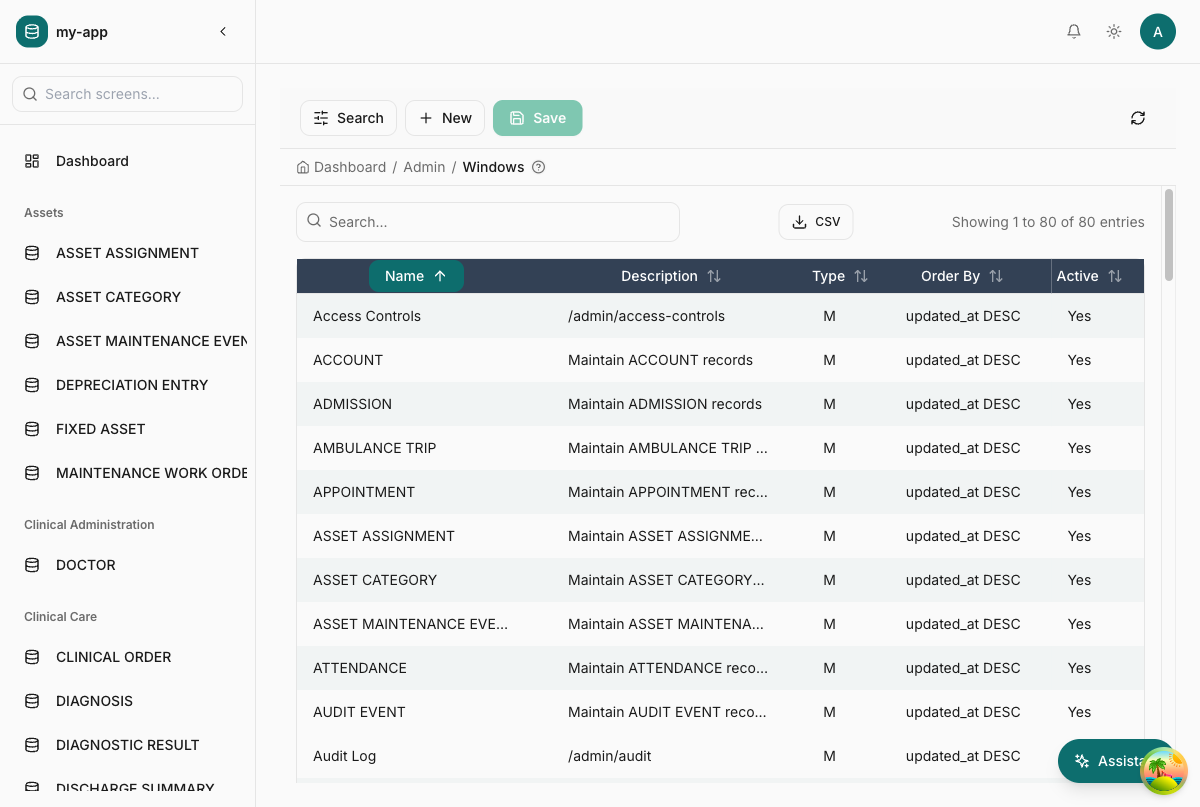 my-app
A
Search screens...
Search
New
Save
Dashboard
Dashboard / Admin / Windows
Assets
Search...
CSV
Showing 1 to 80 of 80 entries
ASSET ASSIGNMENT
ASSET CATEGORY
ASSET MAINTENANCE EVEN
DEPRECIATION ENTRY
FIXED ASSET
MAINTENANCE WORK ORDE
Clinical Administration
DOCTOR
Clinical Care
CLINICAL ORDER
DIAGNOSIS
DIAGNOSTIC RESULT
DISCHARGE SUMMARY
Name Description Type Order By Active
Access Controls /admin/access-controls M updated_at DESC Yes
ACCOUNT Maintain ACCOUNT records M updated_at DESC Yes
ADMISSION Maintain ADMISSION records M updated_at DESC Yes
AMBULANCE TRIP Maintain AMBULANCE TRIP ... M updated_at DESC Yes
APPOINTMENT Maintain APPOINTMENT rec... M updated_at DESC Yes
ASSET ASSIGNMENT Maintain ASSET ASSIGNME... M updated_at DESC Yes
ASSET CATEGORY Maintain ASSET CATEGORY... M updated_at DESC Yes
ASSET MAINTENANCE EVE... Maintain ASSET MAINTENA... M updated_at DESC Yes
ATTENDANCE Maintain ATTENDANCE reco... M updated_at DESC Yes
AUDIT EVENT Maintain AUDIT EVENT reco... M updated_at DESC Yes
Audit Log /admin/audit M updated_at DESC
Assista